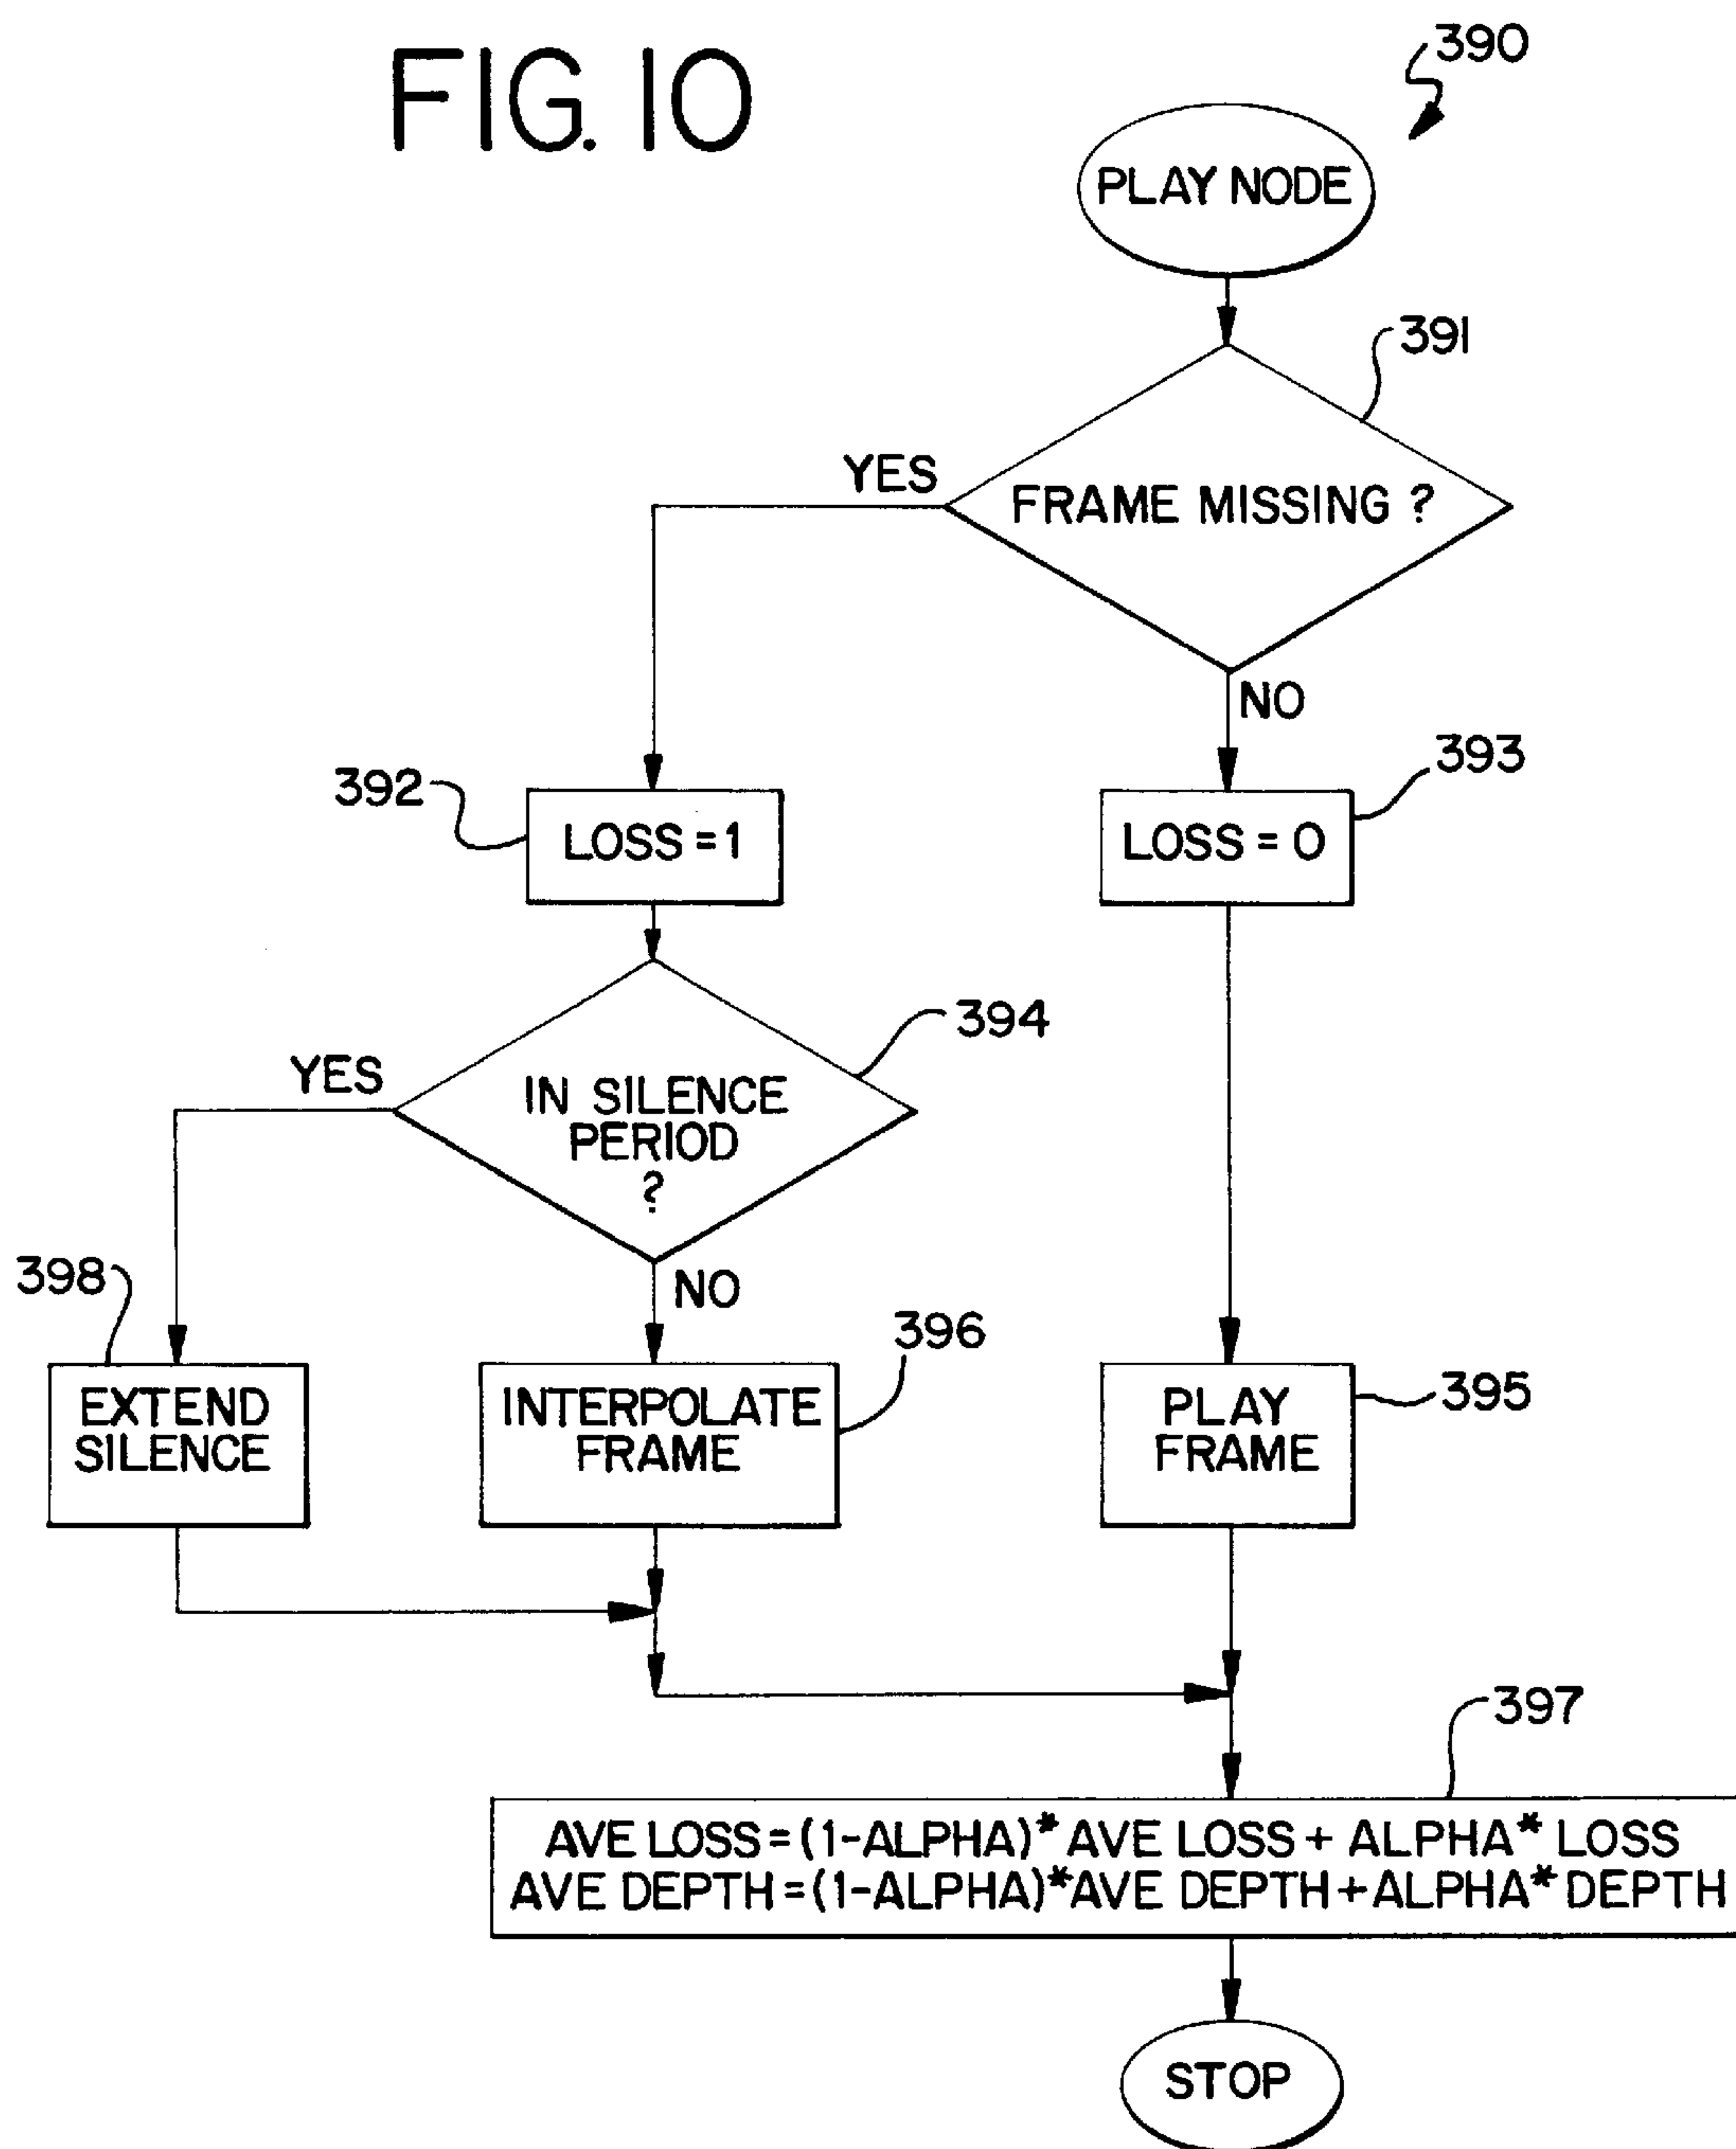 FIG. 10
390
PLAY NODE
391
YES
FRAME MISSING ?
NO
392
LOSS = 1
393
LOSS = 0
394
YES
IN SILENCE
PERIOD
?
NO
398
EXTEND
SILENCE
396
INTERPOLATE
FRAME
395
PLAY
FRAME
397
AVE LOSS = (1-ALPHA)* AVE LOSS + ALPHA* LOSS
AVE DEPTH = (1-ALPHA)* AVE DEPTH + ALPHA* DEPTH
STOP